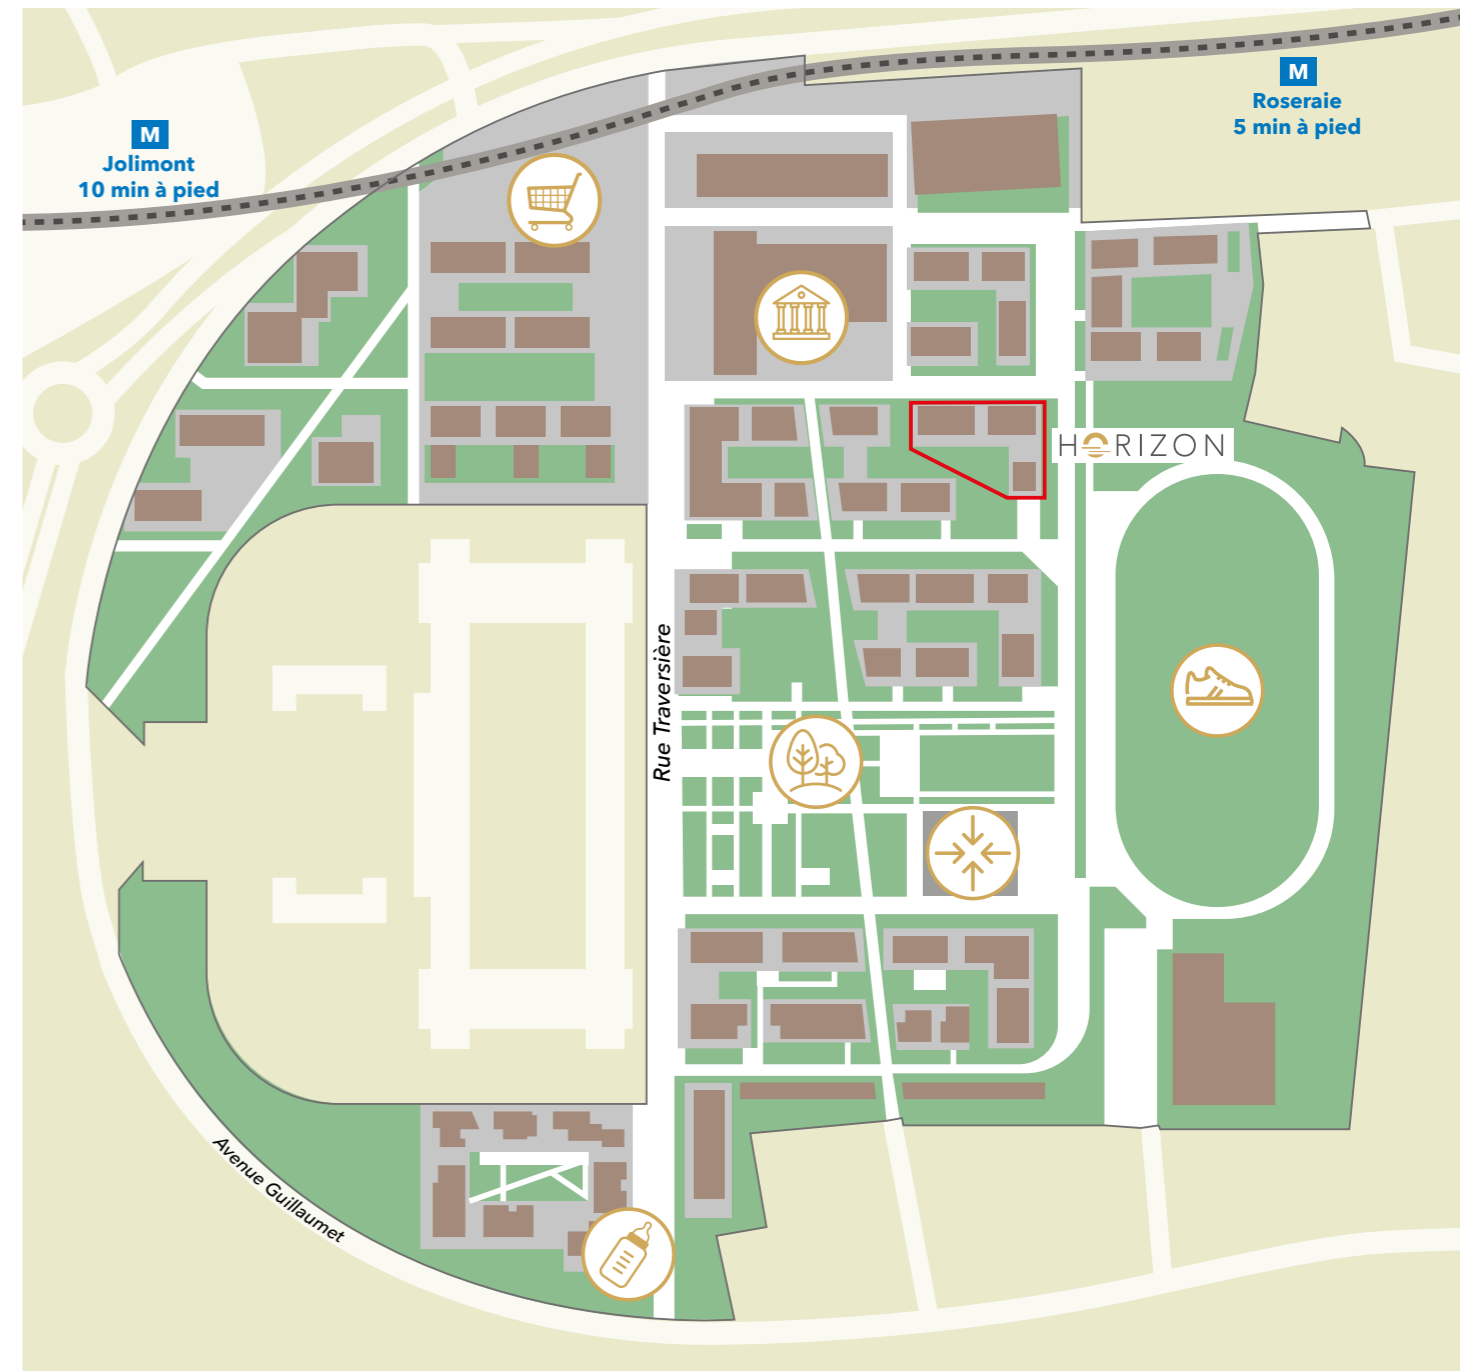 M
Roseraie
5 min à pied
M
Jolimont
10 min à pied
HORIZON
Rue Traversière
Avenue Guillaumet